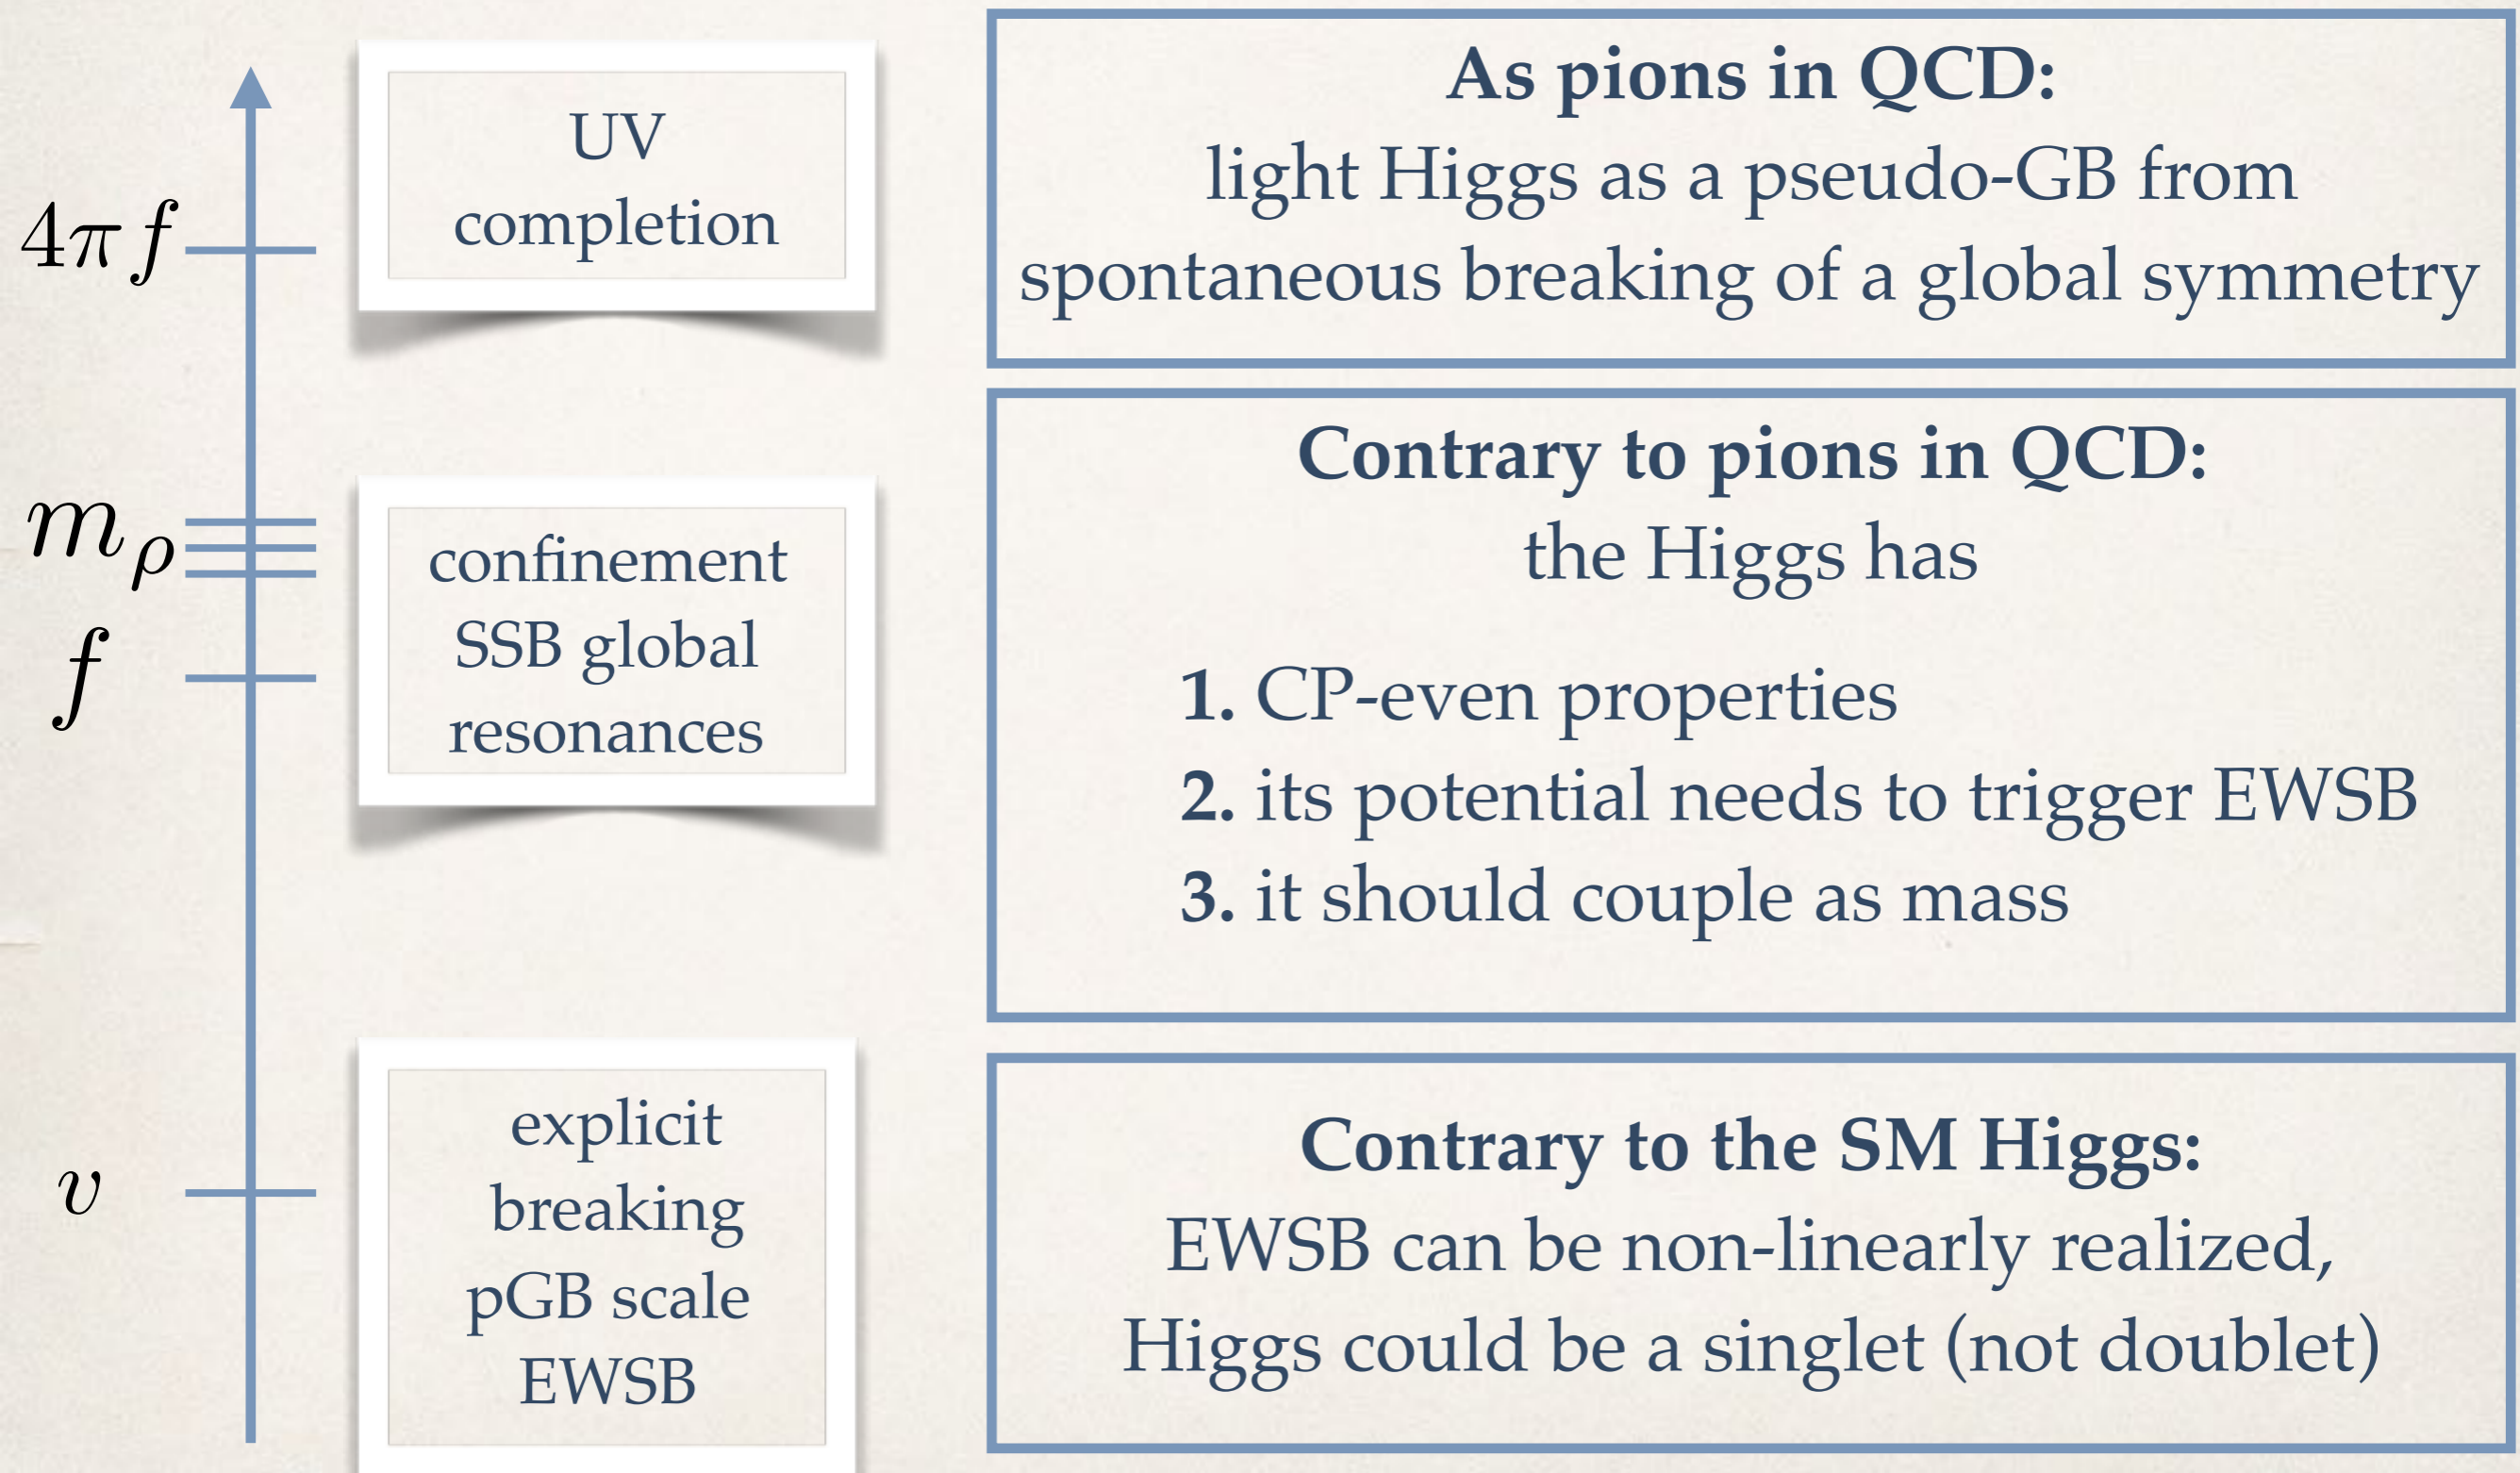 4πf
m_ρ
f
v
UV
completion
confinement
SSB global
resonances
explicit
breaking
pGB scale
EWSB
As pions in QCD:
light Higgs as a pseudo-GB from
spontaneous breaking of a global symmetry
Contrary to pions in QCD:
the Higgs has
1. CP-even properties
2. its potential needs to trigger EWSB
3. it should couple as mass
Contrary to the SM Higgs:
EWSB can be non-linearly realized,
Higgs could be a singlet (not doublet)